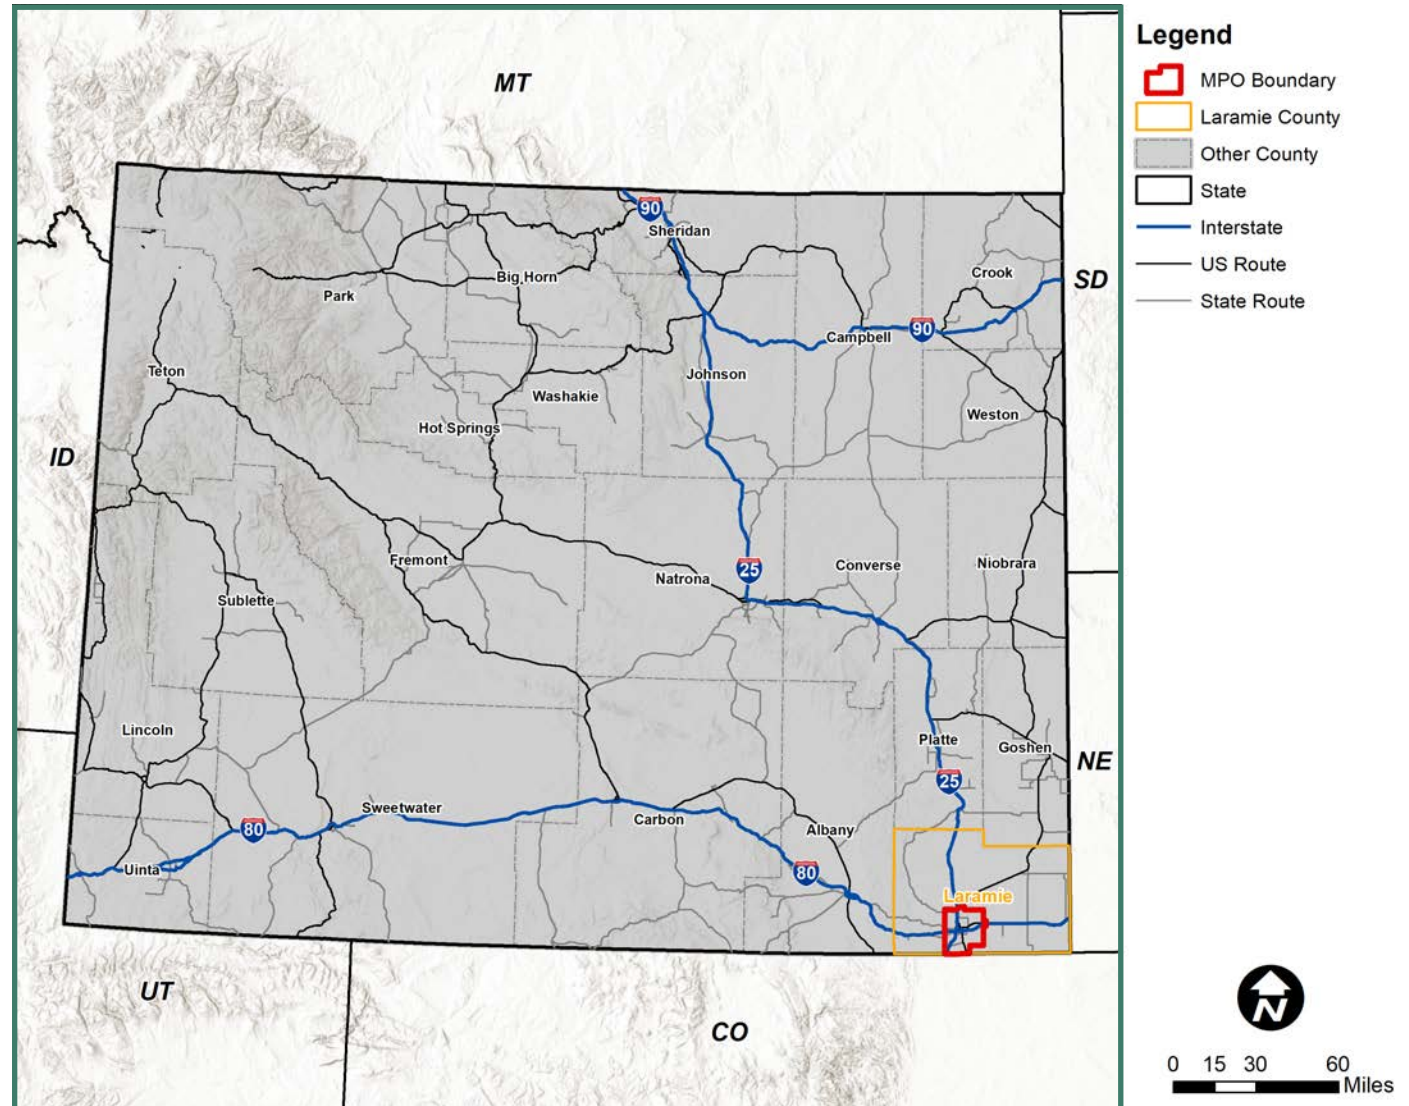 MT
Legend
MPO Boundary
Laramie County
Other County
State
Interstate
US Route
State Route
90
Sheridan
Big Horn
Park
Crook
SD
90
Campbell
Teton
Johnson
Washakie
Weston
Hot Springs
ID
Fremont
25
Natrona
Converse
Niobrara
Sublette
Lincoln
Platte
Goshen
NE
25
Sweetwater
Carbon
80
Albany
Uinta
80
Laramie
UT
CO
N
0 15 30 60
Miles